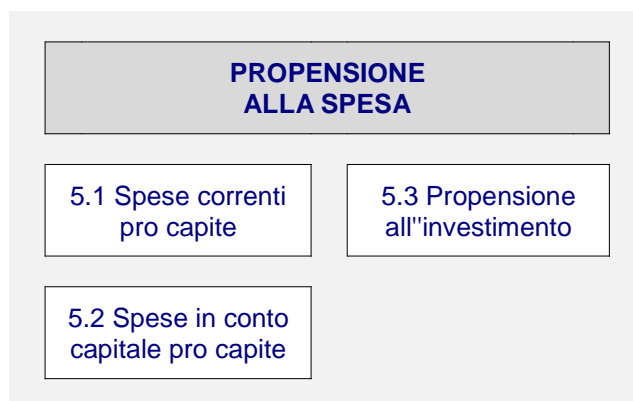 PROPENSIONE
ALLA SPESA
5.1 Spese correnti
pro capite
5.3 Propensione
all''investimento
5.2 Spese in conto
capitale pro capite